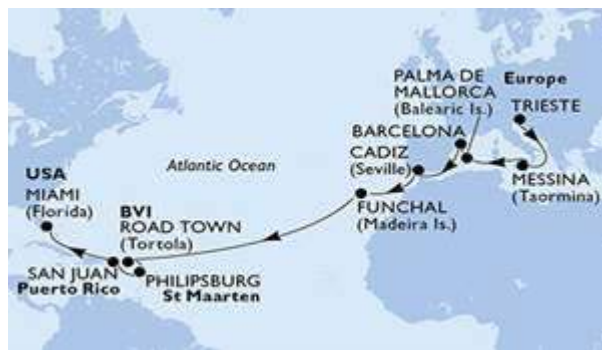 PALMA DE
MALLORCA
(Balearic Is.)
Europe
TRIESTE
BARCELONA
CADIZ
(Seville)
MESSINA
(Taormina)
Atlantic Ocean
FUNCHAL
(Madeira Is.)
USA
MIAMI
(Florida)
BVI
ROAD TOWN
(Tortola)
SAN JUAN
Puerto Rico
PHILIPSBURG
St Maarten